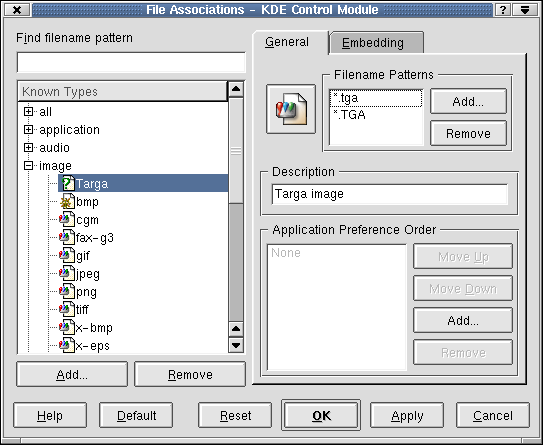 File Associations - KDE Control Module
Find filename pattern
Known Types
all
application
audio
image
Targa
bmp
cgm
fax-g3
gif
jpeg
png
tiff
x-bmp
x-eps
Add...
Remove
General
Embedding
Filename Patterns
*.tga
*.TGA
Add...
Remove
Description
Targa image
Application Preference Order
None
Move Up
Move Down
Add...
Remove
Help
Default
Reset
OK
Apply
Cancel